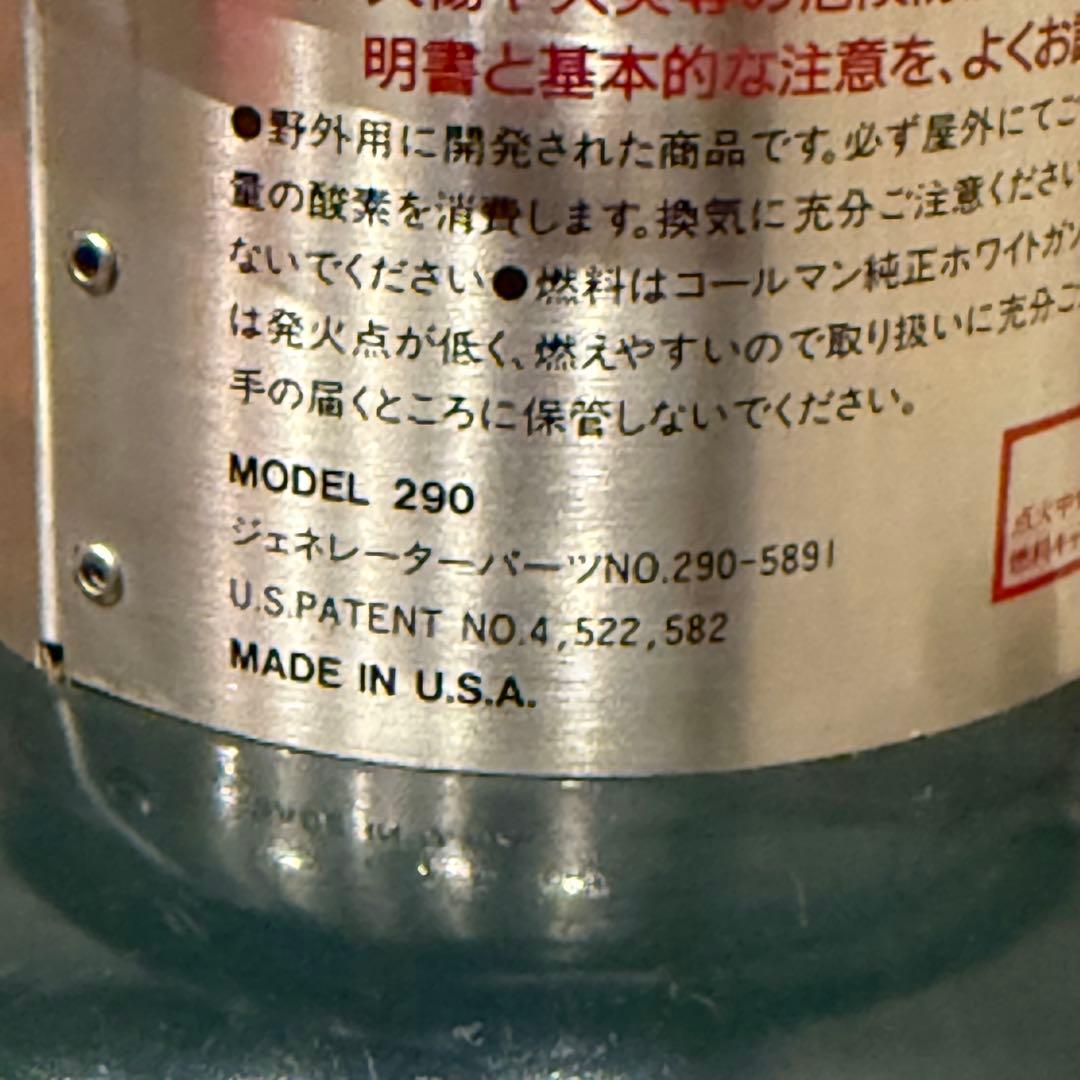 明書と基本的な注意を、よくお
●野外用に開発された商品です。必ず屋外にてご
量の酸素を消費します。換気に充分ご注意ください
ないでください●燃料はコールマン純正ホワイトガソ
は発火点が低く、燃えやすいので取り扱いに充分ご
手の届くところに保管しないでください。
MODEL 290
ジェネレーターパーツNO.290-5891
U.S.PATENT NO.4,522,582
MADE IN U.S.A.
点火中